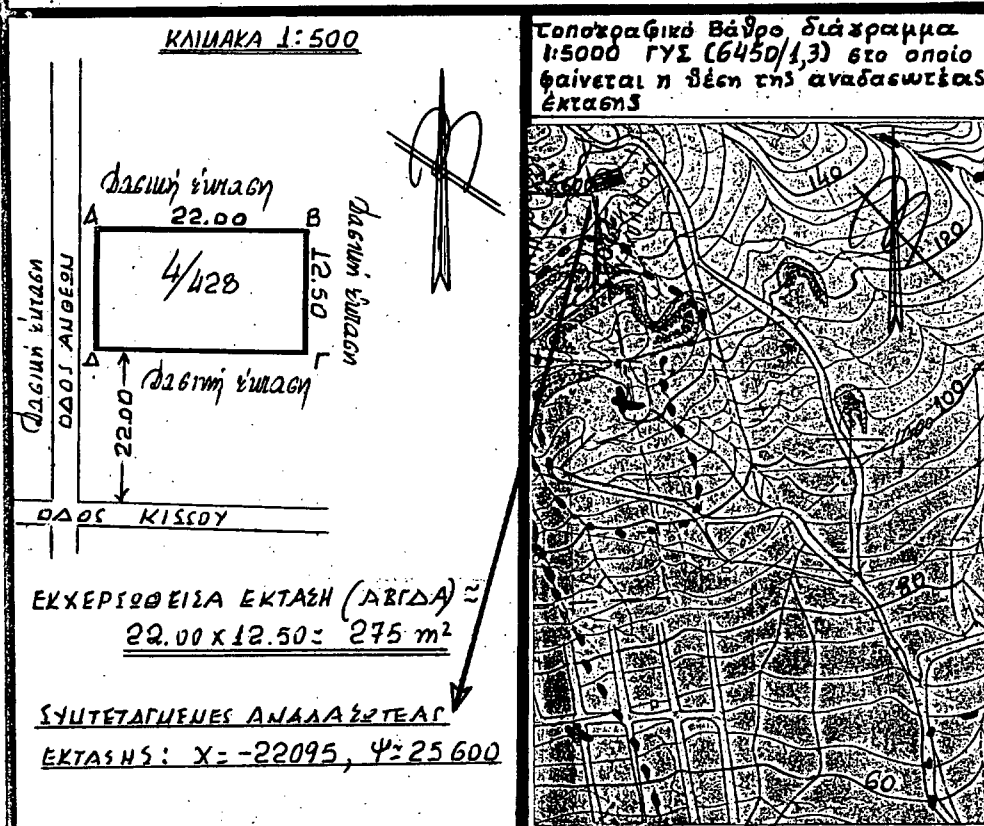 ΚΛΙΜΑΚΑ 1:500
Δασική έκταση
22.00
Α
Β
4/428
12.50
Δασική έκταση
Δασική έκταση
ΟΔΟΣ ΑΝΘΕΩΝ
Δ
Γ
Δασική έκταση
22.00
ΟΔΟΣ ΚΙΣΣΟΥ
ΕΚΧΕΡΣΩΘΕΙΣΑ ΕΚΤΑΣΗ (ΑΒΓΔΑ) =
22.00 x 12.50 = 275 m²
ΣΥΝΤΕΤΑΓΜΕΝΕΣ ΑΝΑΔΑΣΩΤΕΑΣ
ΕΚΤΑΣΗΣ: Χ= -22095, Ψ= 25600
Τοπογραφικό Βάθρο διάγραμμα
1:5000 ΓΥΣ (6450/1,3) στο οποίο
φαίνεται η θέση της αναδασωτέας
έκτασης
140
120
100
80
60